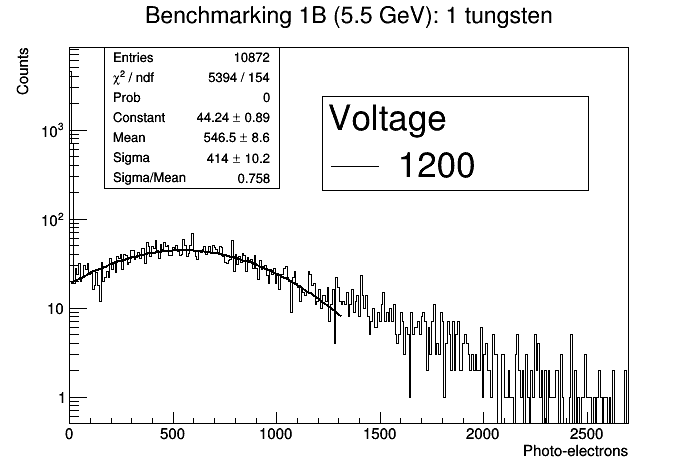 Benchmarking 1B (5.5 GeV): 1 tungsten
Counts
Entries 10872
χ² / ndf 5394 / 154
Prob 0
Constant 44.24 ± 0.89
Mean 546.5 ± 8.6
Sigma 414 ± 10.2
Sigma/Mean 0.758
Voltage
1200
10³
10²
10
1
0 500 1000 1500 2000 2500
Photo-electrons